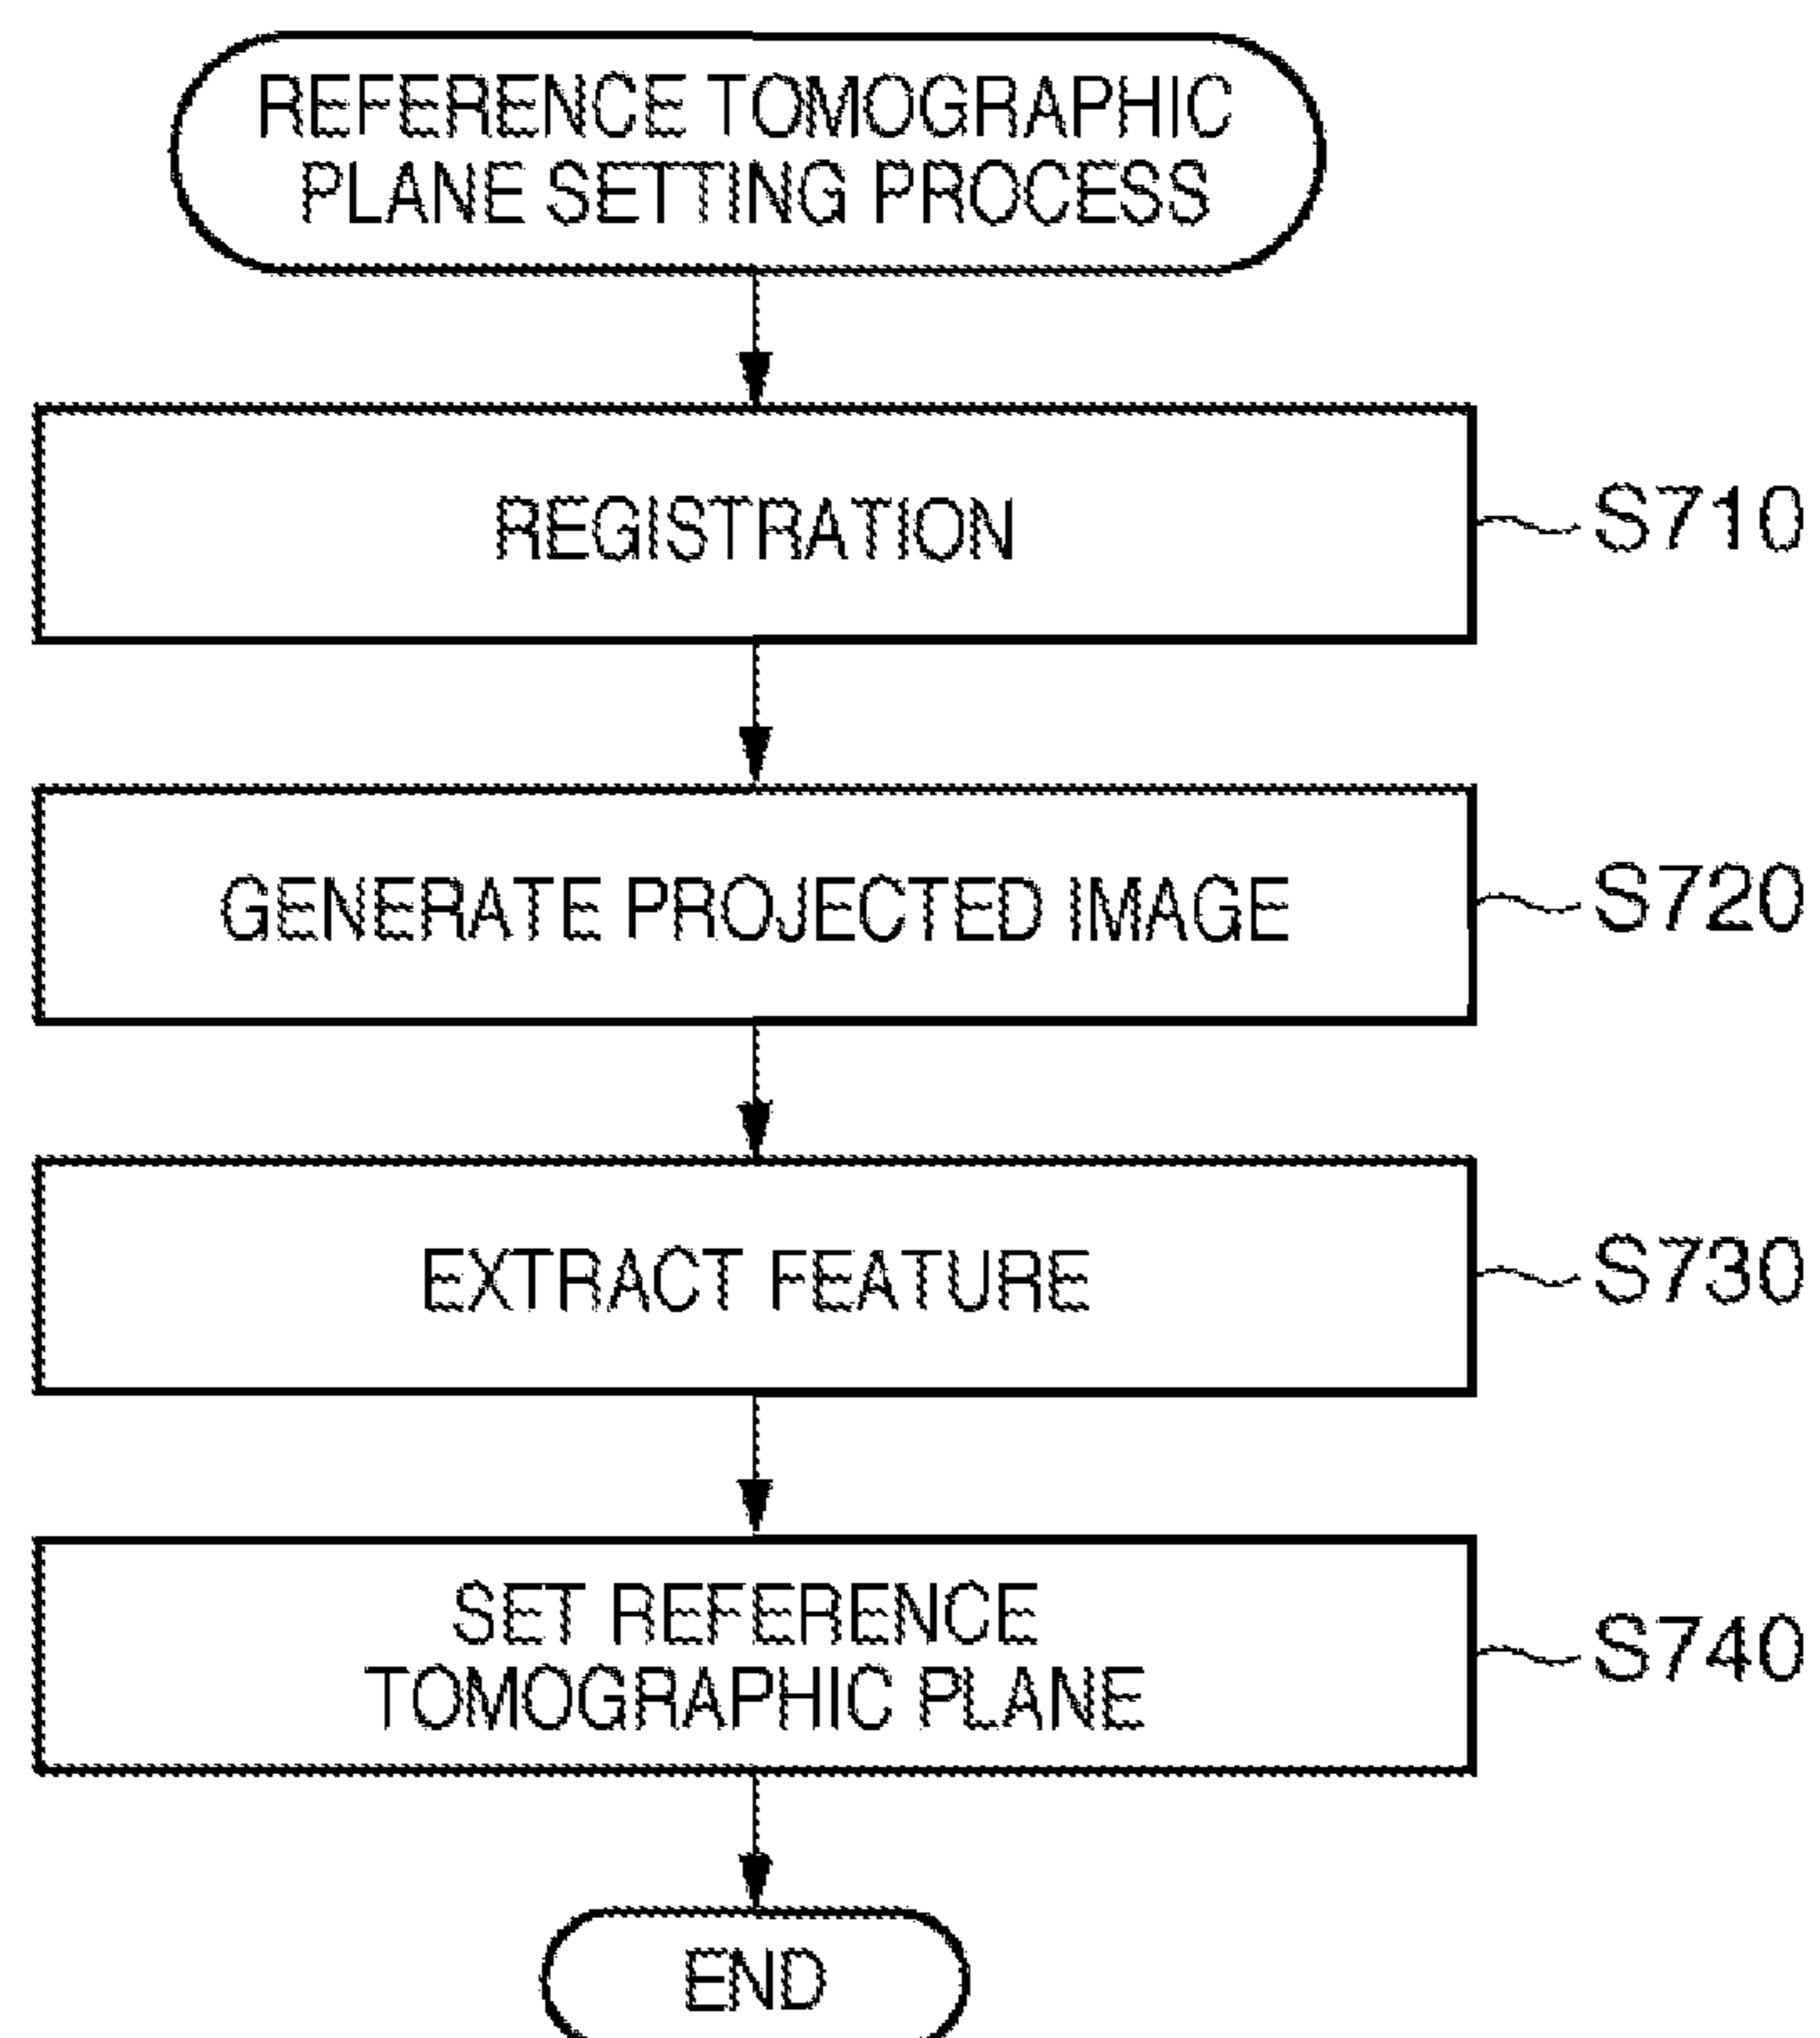 REFERENCE TOMOGRAPHIC
PLANE SETTING PROCESS
REGISTRATION
S710
GENERATE PROJECTED IMAGE
S720
EXTRACT FEATURE
S730
SET REFERENCE
TOMOGRAPHIC PLANE
S740
END